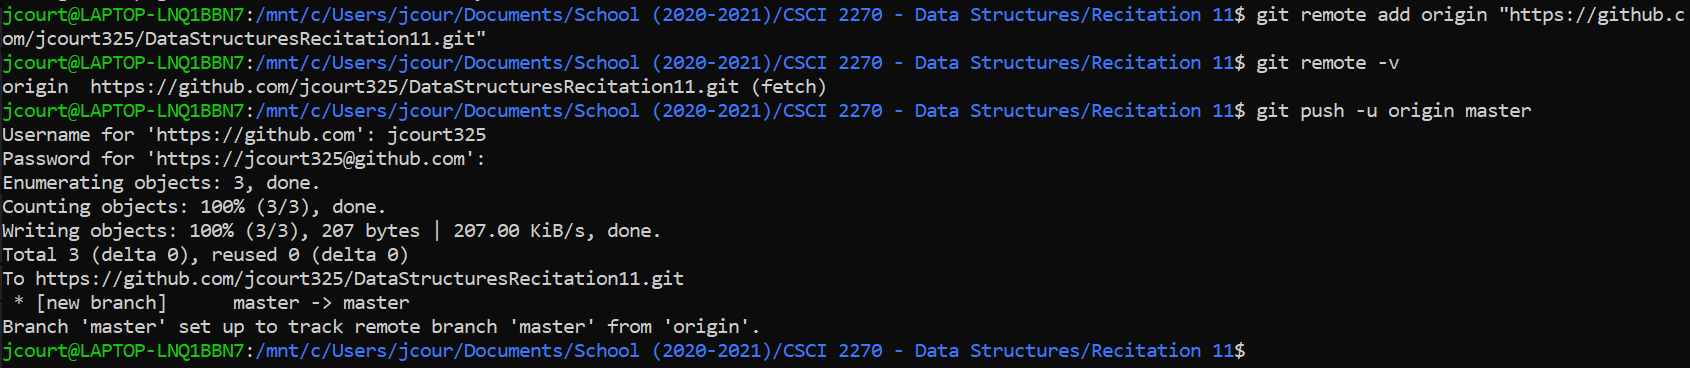 jcourt@LAPTOP-LNQ1BBN7:/mnt/c/Users/jcour/Documents/School (2020-2021)/CSCI 2270 - Data Structures/Recitation 11$ git remote add origin "https://github.c
om/jcourt325/DataStructuresRecitation11.git"
jcourt@LAPTOP-LNQ1BBN7:/mnt/c/Users/jcour/Documents/School (2020-2021)/CSCI 2270 - Data Structures/Recitation 11$ git remote -v
origin  https://github.com/jcourt325/DataStructuresRecitation11.git (fetch)
jcourt@LAPTOP-LNQ1BBN7:/mnt/c/Users/jcour/Documents/School (2020-2021)/CSCI 2270 - Data Structures/Recitation 11$ git push -u origin master
Username for 'https://github.com': jcourt325
Password for 'https://jcourt325@github.com':
Enumerating objects: 3, done.
Counting objects: 100% (3/3), done.
Writing objects: 100% (3/3), 207 bytes | 207.00 KiB/s, done.
Total 3 (delta 0), reused 0 (delta 0)
To https://github.com/jcourt325/DataStructuresRecitation11.git
 * [new branch]      master -> master
Branch 'master' set up to track remote branch 'master' from 'origin'.
jcourt@LAPTOP-LNQ1BBN7:/mnt/c/Users/jcour/Documents/School (2020-2021)/CSCI 2270 - Data Structures/Recitation 11$